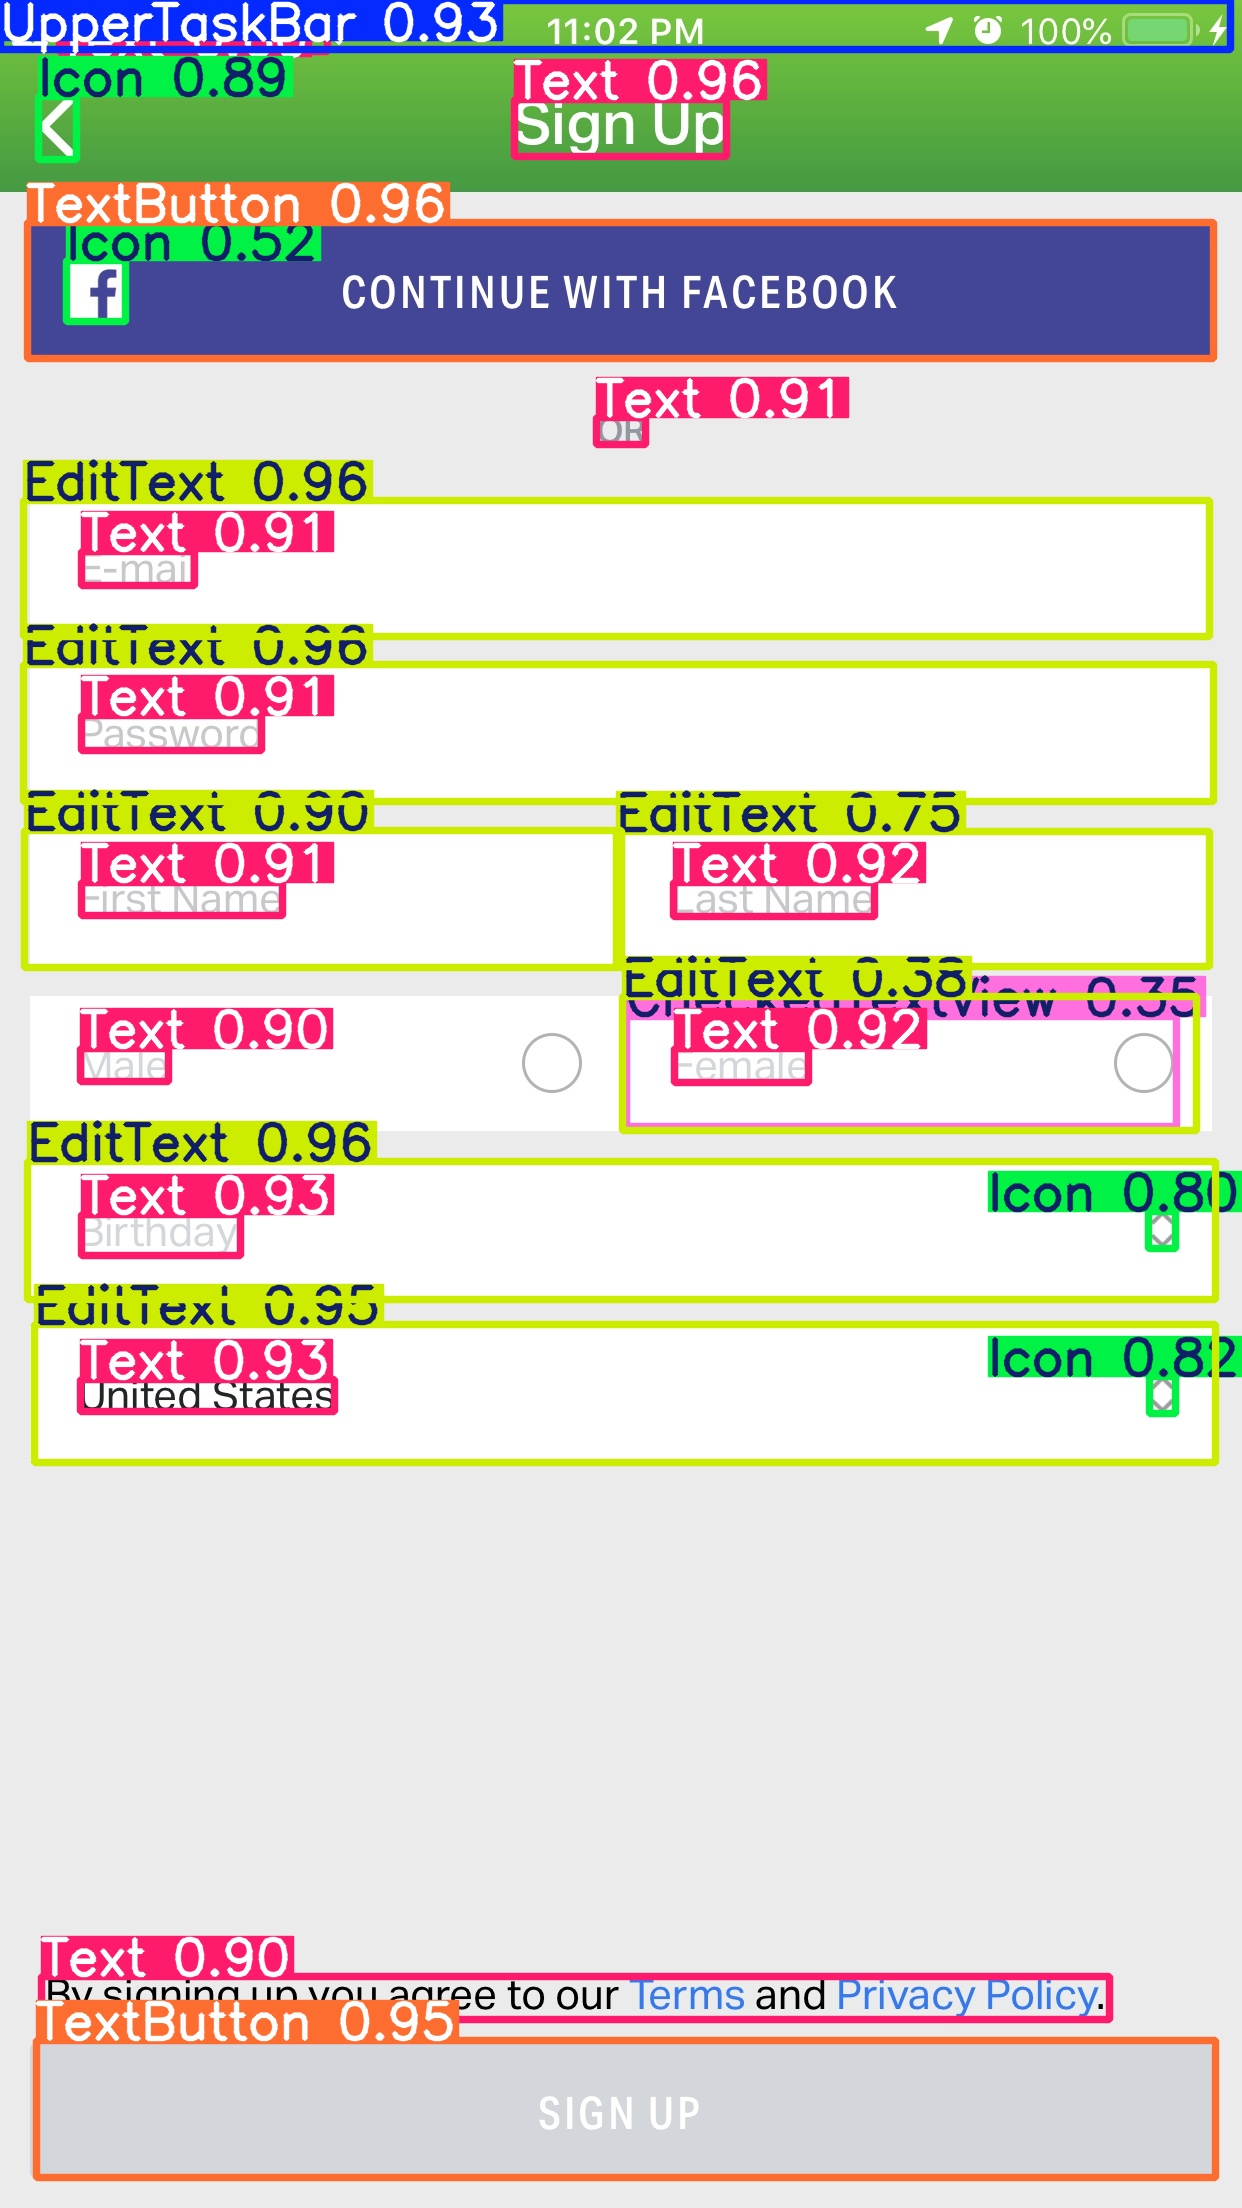 UpperTaskBar 0.93
11:02 PM
100%
Icon 0.89
Text 0.96
Sign Up
TextButton 0.96
Icon 0.52
CONTINUE WITH FACEBOOK
Text 0.91
OR
EditText 0.96
Text 0.91
E-mail
EditText 0.96
Text 0.91
Password
EditText 0.90
EditText 0.75
Text 0.91
Text 0.92
First Name
Last Name
EditText 0.38
CheckedTextView 0.35
Text 0.90
Text 0.92
Male
Female
EditText 0.96
Text 0.93
Icon 0.80
Birthday
EditText 0.95
Text 0.93
Icon 0.82
United States
Text 0.90
By signing up you agree to our Terms and Privacy Policy.
TextButton 0.95
SIGN UP